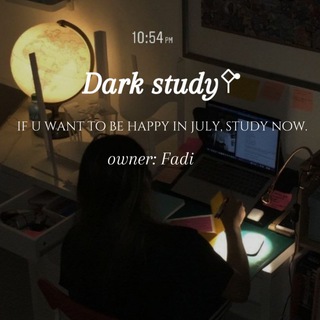 10:54 PM
Dark study
IF U WANT TO BE HAPPY IN JULY, STUDY NOW.
owner: Fadi